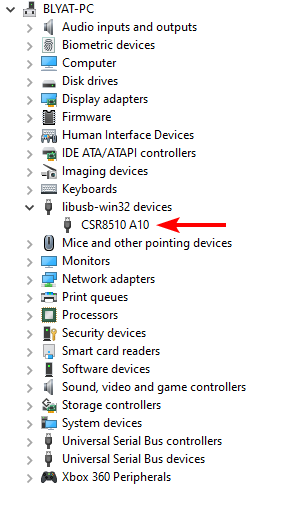 BLYAT-PC
Audio inputs and outputs
Biometric devices
Computer
Disk drives
Display adapters
Firmware
Human Interface Devices
IDE ATA/ATAPI controllers
Imaging devices
Keyboards
libusb-win32 devices
CSR8510 A10
Mice and other pointing devices
Monitors
Network adapters
Print queues
Processors
Security devices
Smart card readers
Software devices
Sound, video and game controllers
Storage controllers
System devices
Universal Serial Bus controllers
Universal Serial Bus devices
Xbox 360 Peripherals